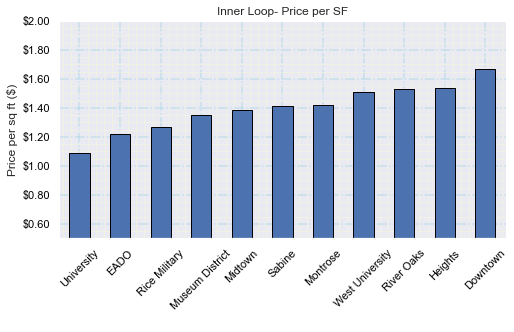 Inner Loop- Price per SF
Price per sq ft ($)
$2.00
$1.80
$1.60
$1.40
$1.20
$1.00
$0.80
$0.60
University
EADO
Rice Military
Museum District
Midtown
Sabine
Montrose
West University
River Oaks
Heights
Downtown